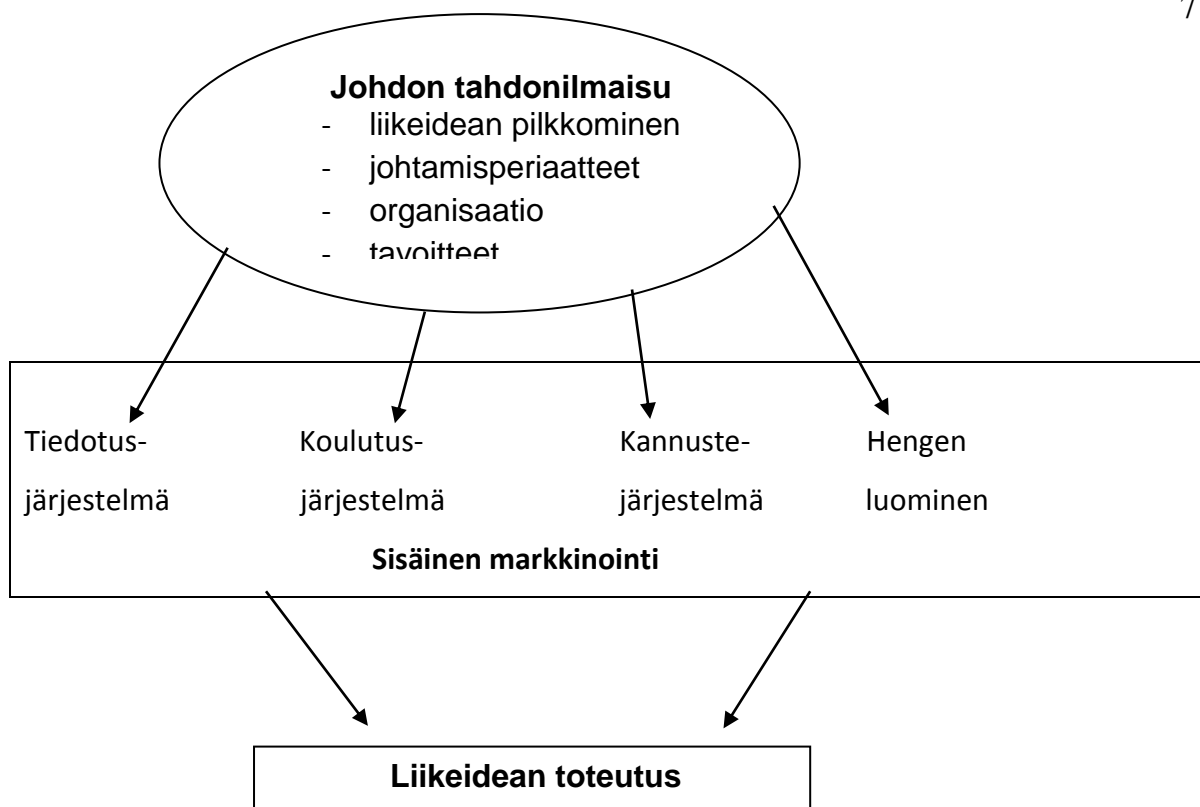 7
Johdon tahdonilmaisu
- liikeidean pilkkominen
- johtamisperiaatteet
- organisaatio
- tavoitteet
Tiedotus- Koulutus- Kannuste- Hengen
järjestelmä järjestelmä järjestelmä luominen
Sisäinen markkinointi
Liikeidean toteutus